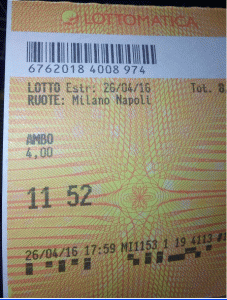 LOTTOMATICA
6762018 4008 974
LOTTO Estr: 26/04/16 Tot. 8
RUOTE: Milano Napoli
AMBO
4,00
11 52
26/04/16 17:59 MI1153 1 19 4113